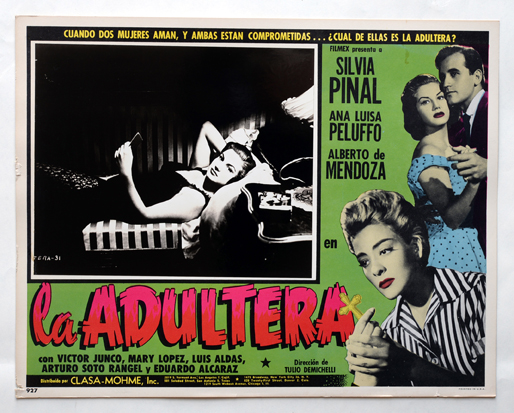 CUANDO DOS MUJERES AMAN, Y AMBAS ESTAN COMPROMETIDAS...¿CUAL DE ELLAS ES LA ADULTERA?
FILMEX presenta a
SILVIA
PINAL
ANA LUISA
PELUFFO
ALBERTO de
MENDOZA
en
la ADULTERA
con VICTOR JUNCO, MARY LOPEZ, LUIS ALDAS,
ARTURO SOTO RANGEL y EDUARDO ALCARAZ
Dirección de
TULIO DEMICHELLI
Distribuida por CLASA-MOHME, Inc.
927